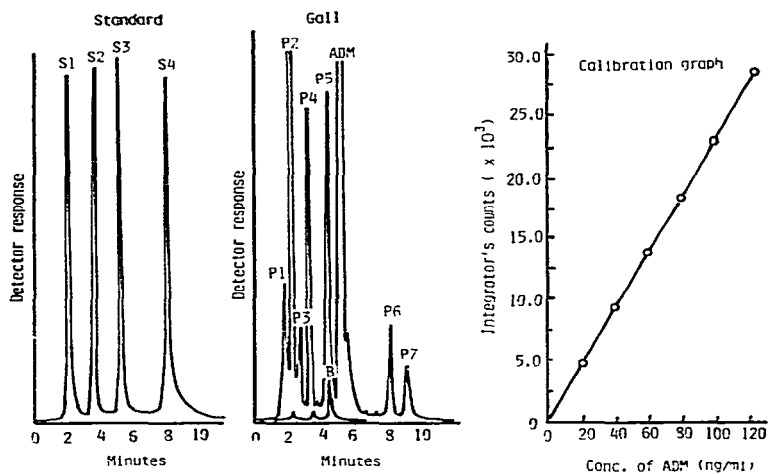 Standard
S1
S2
S3
S4
Detector response
0 2 4 6 8 10
Minutes
Gall
P1
P2
P3
P4
P5
ADM
B
P6
P7
Detector response
0 2 4 6 8 10
Minutes
Calibration graph
Integrator's counts ( x 10³)
30.0
25.0
20.0
15.0
10.0
5.0
0
0 20 40 60 80 100 120
Conc. of ADM (ng/ml)